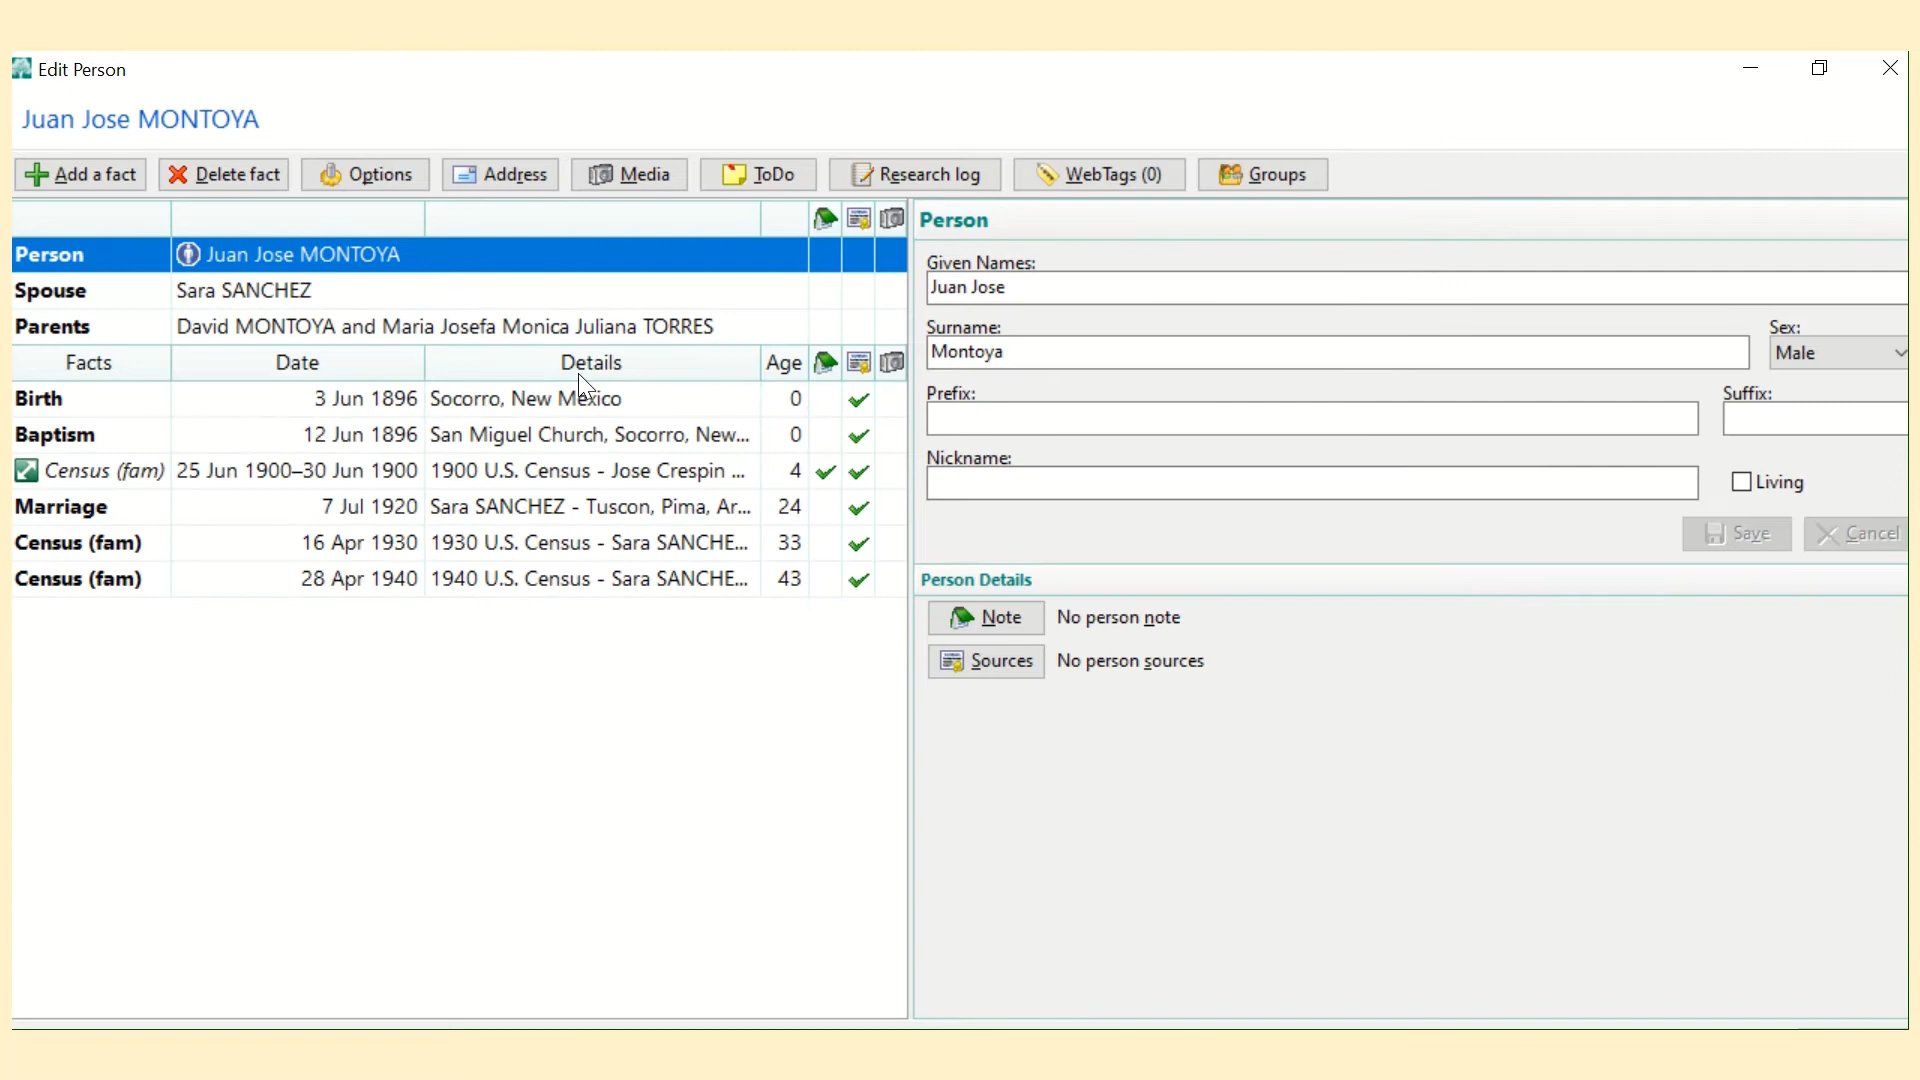 Edit Person
Juan Jose MONTOYA
Add a fact Delete fact Options Address Media ToDo Research log WebTags (0) Groups
Person Juan Jose MONTOYA
Spouse Sara SANCHEZ
Parents David MONTOYA and Maria Josefa Monica Juliana TORRES
Facts Date Details Age
Birth 3 Jun 1896 Socorro, New Mexico 0
Baptism 12 Jun 1896 San Miguel Church, Socorro, New... 0
Census (fam) 25 Jun 1900–30 Jun 1900 1900 U.S. Census - Jose Crespin ... 4
Marriage 7 Jul 1920 Sara SANCHEZ - Tuscon, Pima, Ar... 24
Census (fam) 16 Apr 1930 1930 U.S. Census - Sara SANCHE... 33
Census (fam) 28 Apr 1940 1940 U.S. Census - Sara SANCHE... 43
Person
Given Names:
Juan Jose
Surname: Sex:
Montoya Male
Prefix: Suffix:
Nickname:
Living
Save Cancel
Person Details
Note No person note
Sources No person sources